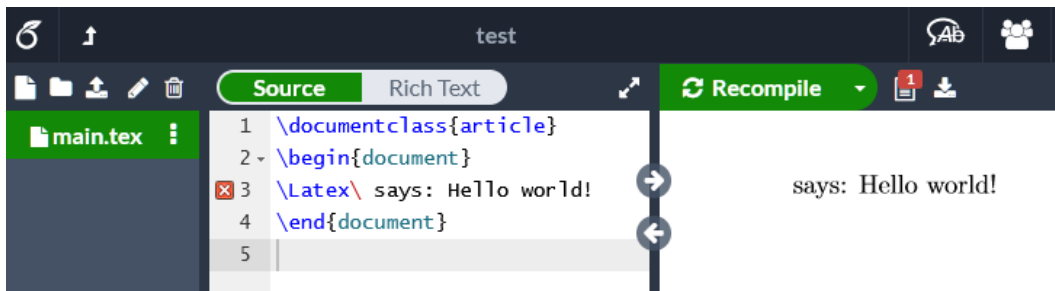 test
Source Rich Text
Recompile 1
main.tex
1 \documentclass{article}
2 \begin{document}
3 \Latex\ says: Hello world!
4 \end{document}
5
says: Hello world!